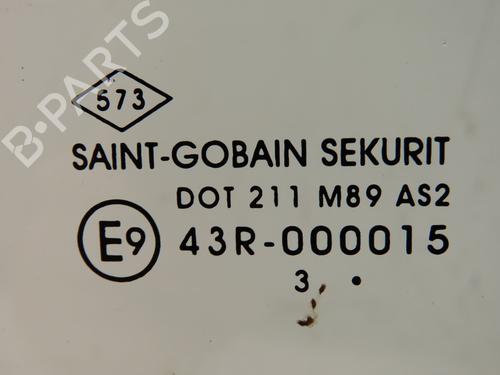 B-PARTS
573
SAINT-GOBAIN SEKURIT
DOT 211 M89 AS2
E9 43R-000015
3 .